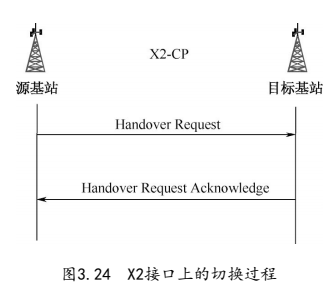 X2-CP
源基站
目标基站
Handover Request
Handover Request Acknowledge
图3.24 X2接口上的切换过程